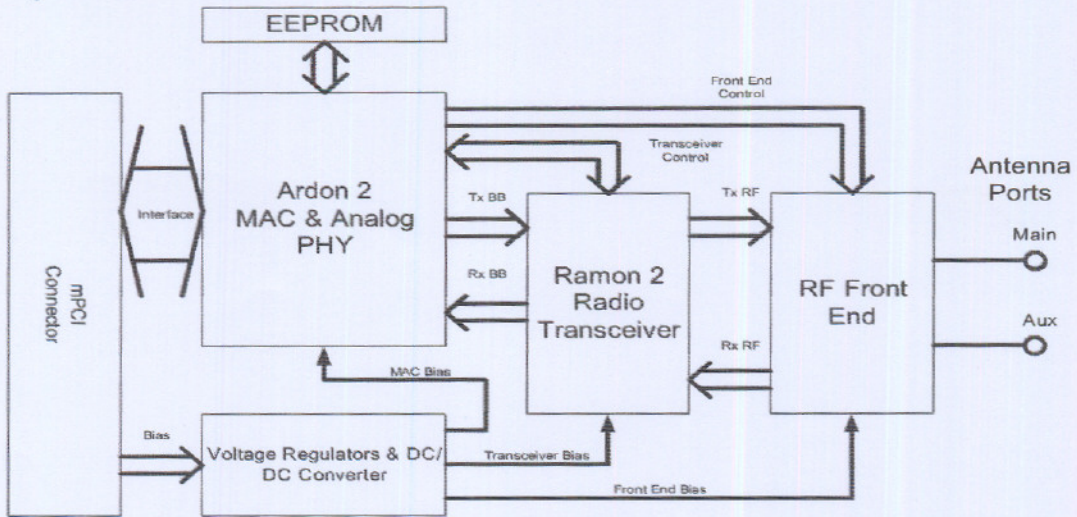 EEPROM
Front End
Control
Transceiver
Control
Antenna
Ports
Ardon 2
MAC & Analog
PHY
Interface
Tx BB
Tx RF
Main
mPCI
Connector
Rx BB
Ramon 2
Radio
Transceiver
RF Front
End
Aux
Rx RF
MAC Bias
Bias
Voltage Regulators & DC/
DC Converter
Transceiver Bias
Front End Bias